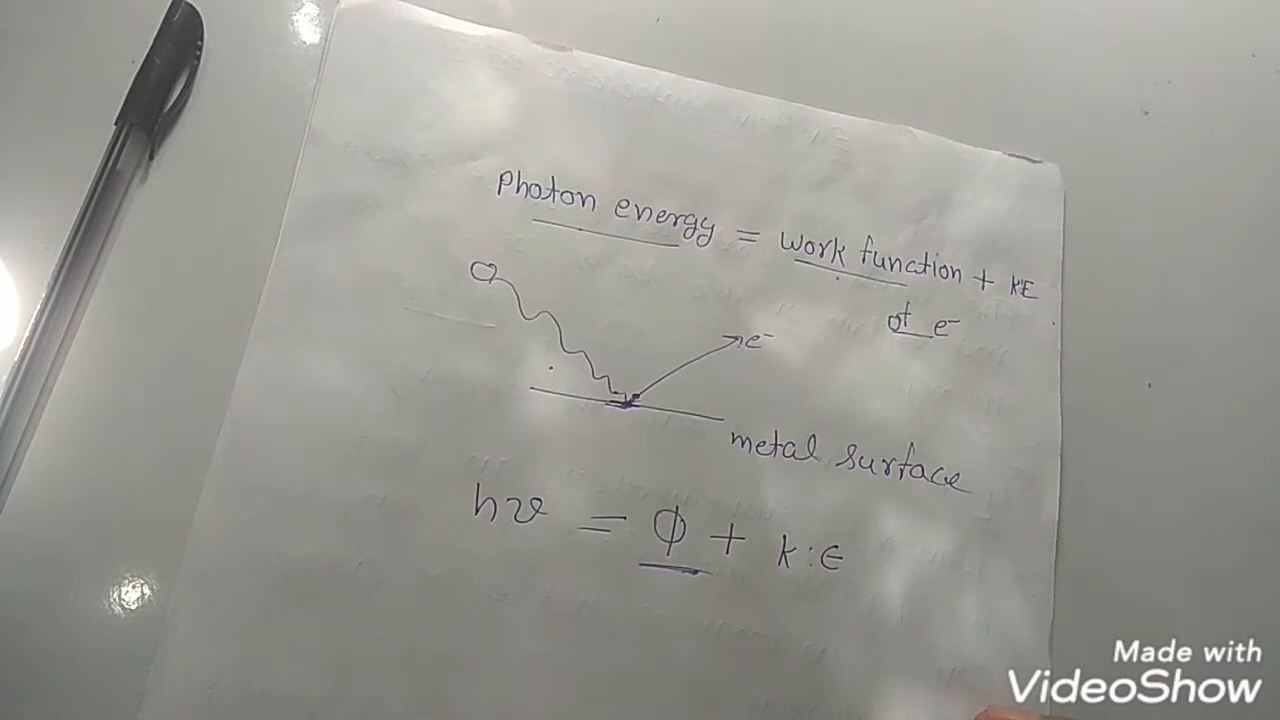 Photon energy = Work function + KE
of e-
e-
metal surface
hν = ϕ + k.E
Made with
VideoShow